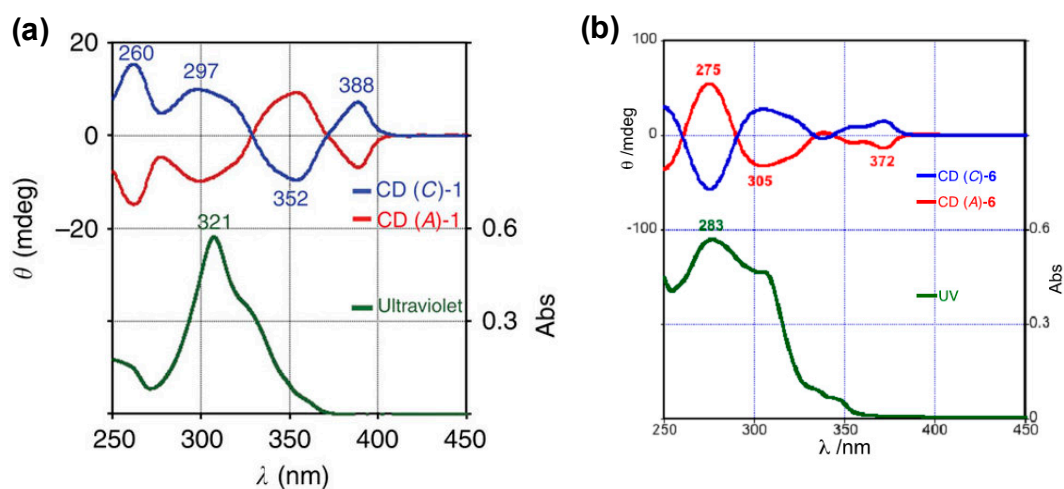 (a)
20
260
297
388
0
352
CD (C)-1
CD (A)-1
–20
321
0.6
Ultraviolet
0.3
θ (mdeg)
Abs
250
300
350
400
450
λ (nm)
(b)
100
275
0
305
372
CD (C)-6
CD (A)-6
-100
283
0.6
UV
0.3
0
θ /mdeg
Abs
250
300
350
400
450
λ /nm